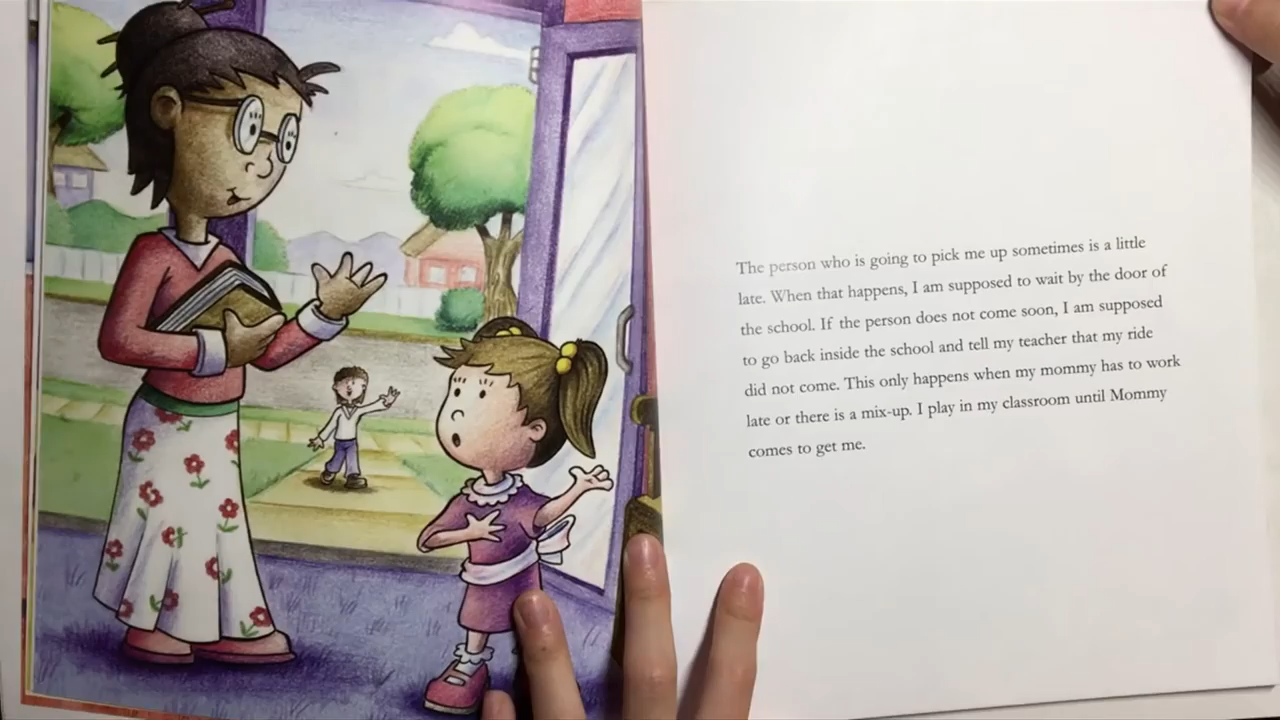 The person who is going to pick me up sometimes is a little
late. When that happens, I am supposed to wait by the door of
the school. If the person does not come soon, I am supposed
to go back inside the school and tell my teacher that my ride
did not come. This only happens when my mommy has to work
late or there is a mix-up. I play in my classroom until Mommy
comes to get me.